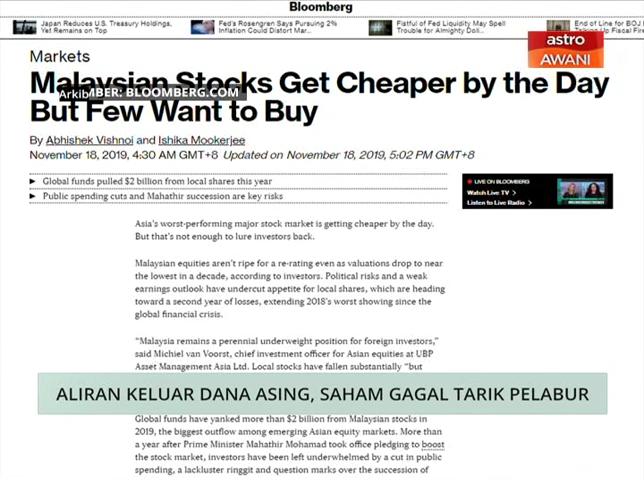 Bloomberg
Japan Reduces U.S. Treasury Holdings, Yet Remains on Top
Fed's Rosengren Says Pursuing 2% Inflation Could Distort Mar...
Fistful of Fed Liquidity May Spell Trouble for Almighty Doll...
End of Line for BOJ
Fiscal Fire
astro
AWANI
Markets
Malaysian Stocks Get Cheaper by the Day
But Few Want to Buy
Arkib
BER: BLOOMBERG.COM
By Abhishek Vishnoi and Ishika Mookerjee
November 18, 2019, 4:30 AM GMT+8 Updated on November 18, 2019, 5:02 PM GMT+8
Global funds pulled $2 billion from local shares this year
Public spending cuts and Mahathir succession are key risks
LIVE ON BLOOMBERG
Watch Live TV >
Listen to Live Radio >
Asia's worst-performing major stock market is getting cheaper by the day.
But that's not enough to lure investors back.
Malaysian equities aren't ripe for a re-rating even as valuations drop to near
the lowest in a decade, according to investors. Political risks and a weak
earnings outlook have undercut appetite for local shares, which are heading
toward a second year of losses, extending 2018's worst showing since the
global financial crisis.
"Malaysia remains a perennial underweight position for foreign investors,"
said Michiel van Voorst, chief investment officer for Asian equities at UBP
Asset Management Asia Ltd. Local stocks have fallen substantially "but
ALIRAN KELUAR DANA ASING, SAHAM GAGAL TARIK PELABUR
Global funds have yanked more than $2 billion from Malaysian stocks in
2019, the biggest outflow among emerging Asian equity markets. More than
a year after Prime Minister Mahathir Mohamad took office pledging to boost
the stock market, investors have been left underwhelmed by a cut in public
spending, a lackluster ringgit and question marks over the succession of